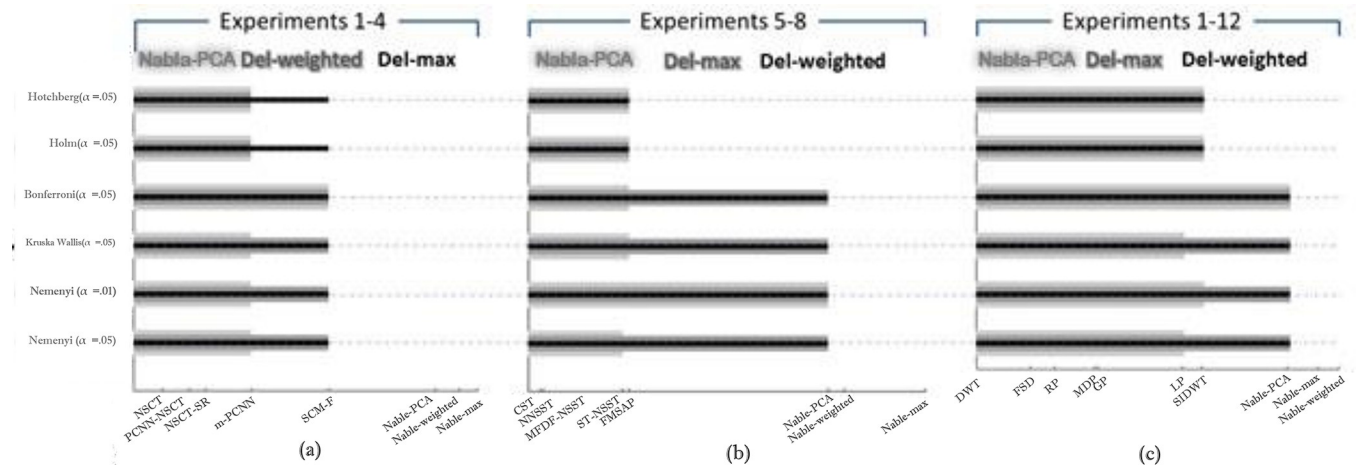 Experiments 1-4
Experiments 5-8
Experiments 1-12
Nabla-PCA Del-weighted Del-max
Nabla-PCA Del-max Del-weighted
Nabla-PCA Del-max Del-weighted
Hotchberg(α =.05)
Holm(α =.05)
Bonferroni(α =.05)
Kruska Wallis(α =.05)
Nemenyi (α =.01)
Nemenyi (α =.05)
NSCT
PCNN-NSCT
NSCT-SR
m-PCNN
SCM-F
Nable-PCA
Nable-weighted
Nable-max
(a)
CST
NNSST
MFDF-NSST
ST-NSST
FMSAP
Nable-PCA
Nable-weighted
Nable-max
(b)
DWT
FSD
RP
MDP
GP
LP
SIDWT
Nable-PCA
Nable-max
Nable-weighted
(c)